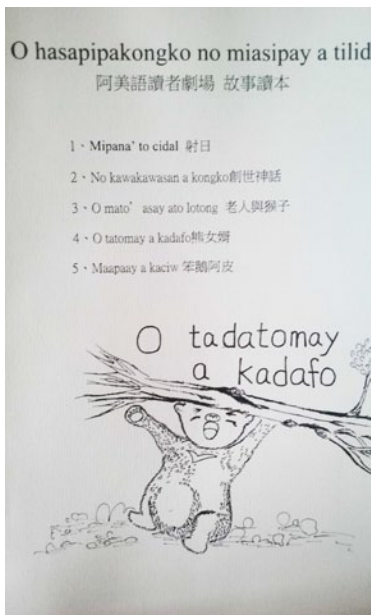 O hasapipakongko no miasipay a tilid
阿美語讀者劇場 故事讀本
1、Mipana' to cidal 射日
2、No kawakawasan a kongko創世神話
3、O mato' asay ato lotong 老人與猴子
4、O tatomay a kadafo熊女婿
5、Maapaay a kaciw 笨鵝阿皮
O tadatomay
a kadafo